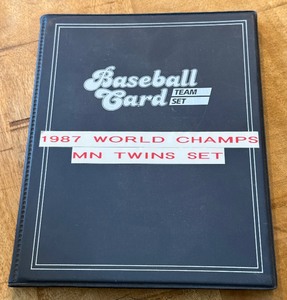 Baseball
Card TEAM
SET
1987 WORLD CHAMPS
MN TWINS SET